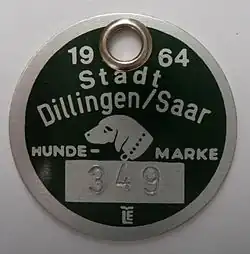 19 64
Stadt
Dillingen/Saar
HUNDE- MARKE
349